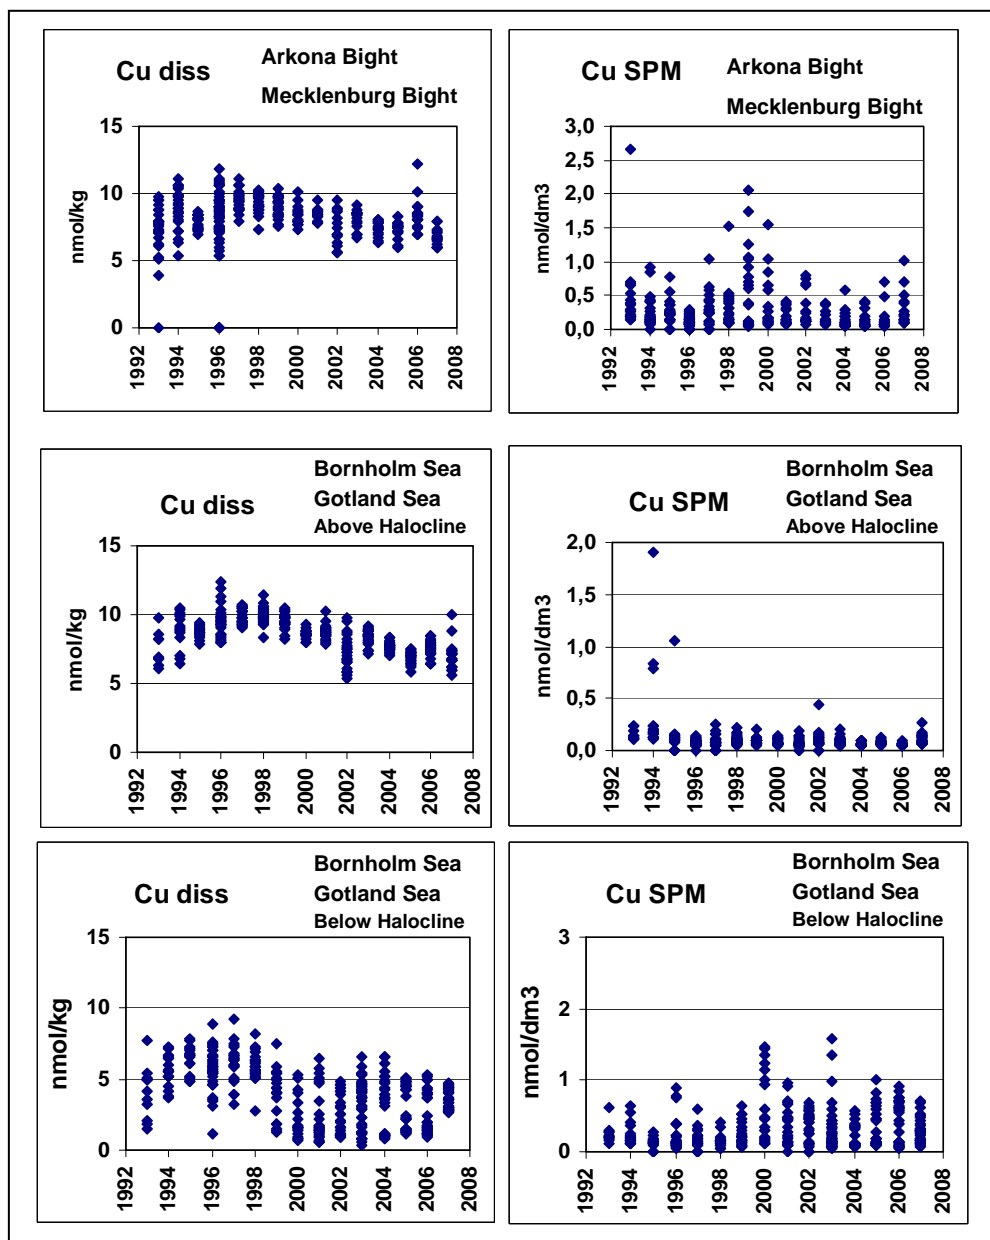 Cu diss
Arkona Bight
Mecklenburg Bight
nmol/kg
15
10
5
0
1992
1994
1996
1998
2000
2002
2004
2006
2008
Cu SPM
Arkona Bight
Mecklenburg Bight
nmol/dm3
3,0
2,5
2,0
1,5
1,0
0,5
0,0
1992
1994
1996
1998
2000
2002
2004
2006
2008
Cu diss
Bornholm Sea
Gotland Sea
Above Halocline
nmol/kg
15
10
5
0
1992
1994
1996
1998
2000
2002
2004
2006
2008
Cu SPM
Bornholm Sea
Gotland Sea
Above Halocline
nmol/dm3
2,0
1,5
1,0
0,5
0,0
1992
1994
1996
1998
2000
2002
2004
2006
2008
Cu diss
Bornholm Sea
Gotland Sea
Below Halocline
nmol/kg
15
10
5
0
1992
1994
1996
1998
2000
2002
2004
2006
2008
Cu SPM
Bornholm Sea
Gotland Sea
Below Halocline
nmol/dm3
3
2
1
0
1992
1994
1996
1998
2000
2002
2004
2006
2008